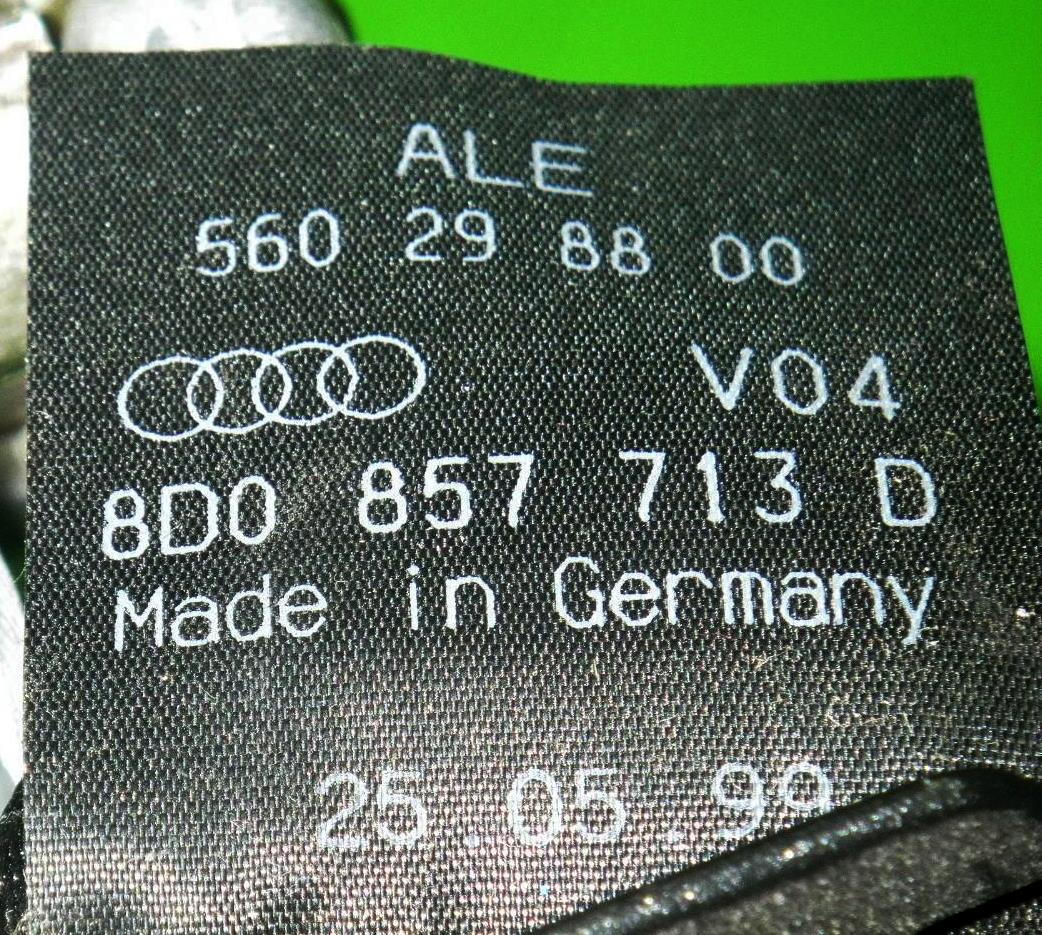 ALE
560 29 88 00
V04
8D0 857 713 D
Made in Germany
25.05.99